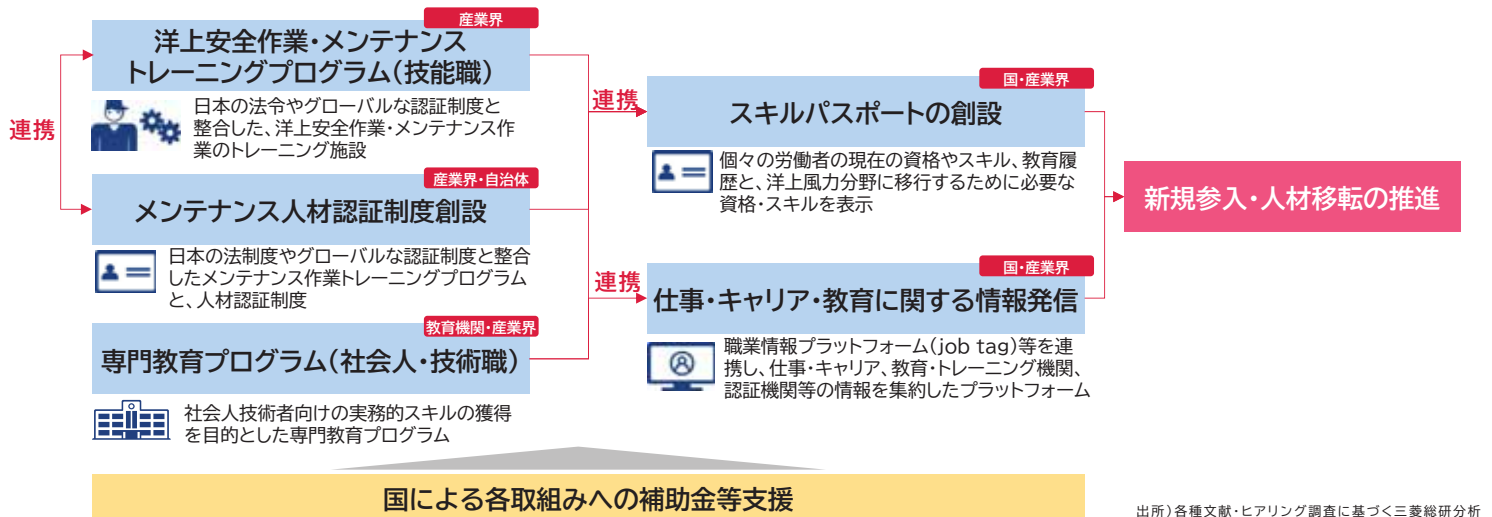 産業界
洋上安全作業・メンテナンス
トレーニングプログラム(技能職)
日本の法令やグローバルな認証制度と
整合した、洋上安全作業・メンテナンス作
業のトレーニング施設
連携
産業界・自治体
メンテナンス人材認証制度創設
日本の法制度やグローバルな認証制度と整合
したメンテナンス作業トレーニングプログラム
と、人材認証制度
教育機関・産業界
専門教育プログラム(社会人・技術職)
社会人技術者向けの実務的スキルの獲得
を目的とした専門教育プログラム
連携
国・産業界
スキルパスポートの創設
個々の労働者の現在の資格やスキル、教育履
歴と、洋上風力分野に移行するために必要な
資格・スキルを表示
連携
国・産業界
仕事・キャリア・教育に関する情報発信
職業情報プラットフォーム(job tag)等を連
携し、仕事・キャリア、教育・トレーニング機関、
認証機関等の情報を集約したプラットフォーム
新規参入・人材移転の推進
国による各取組みへの補助金等支援
出所)各種文献・ヒアリング調査に基づく三菱総研分析